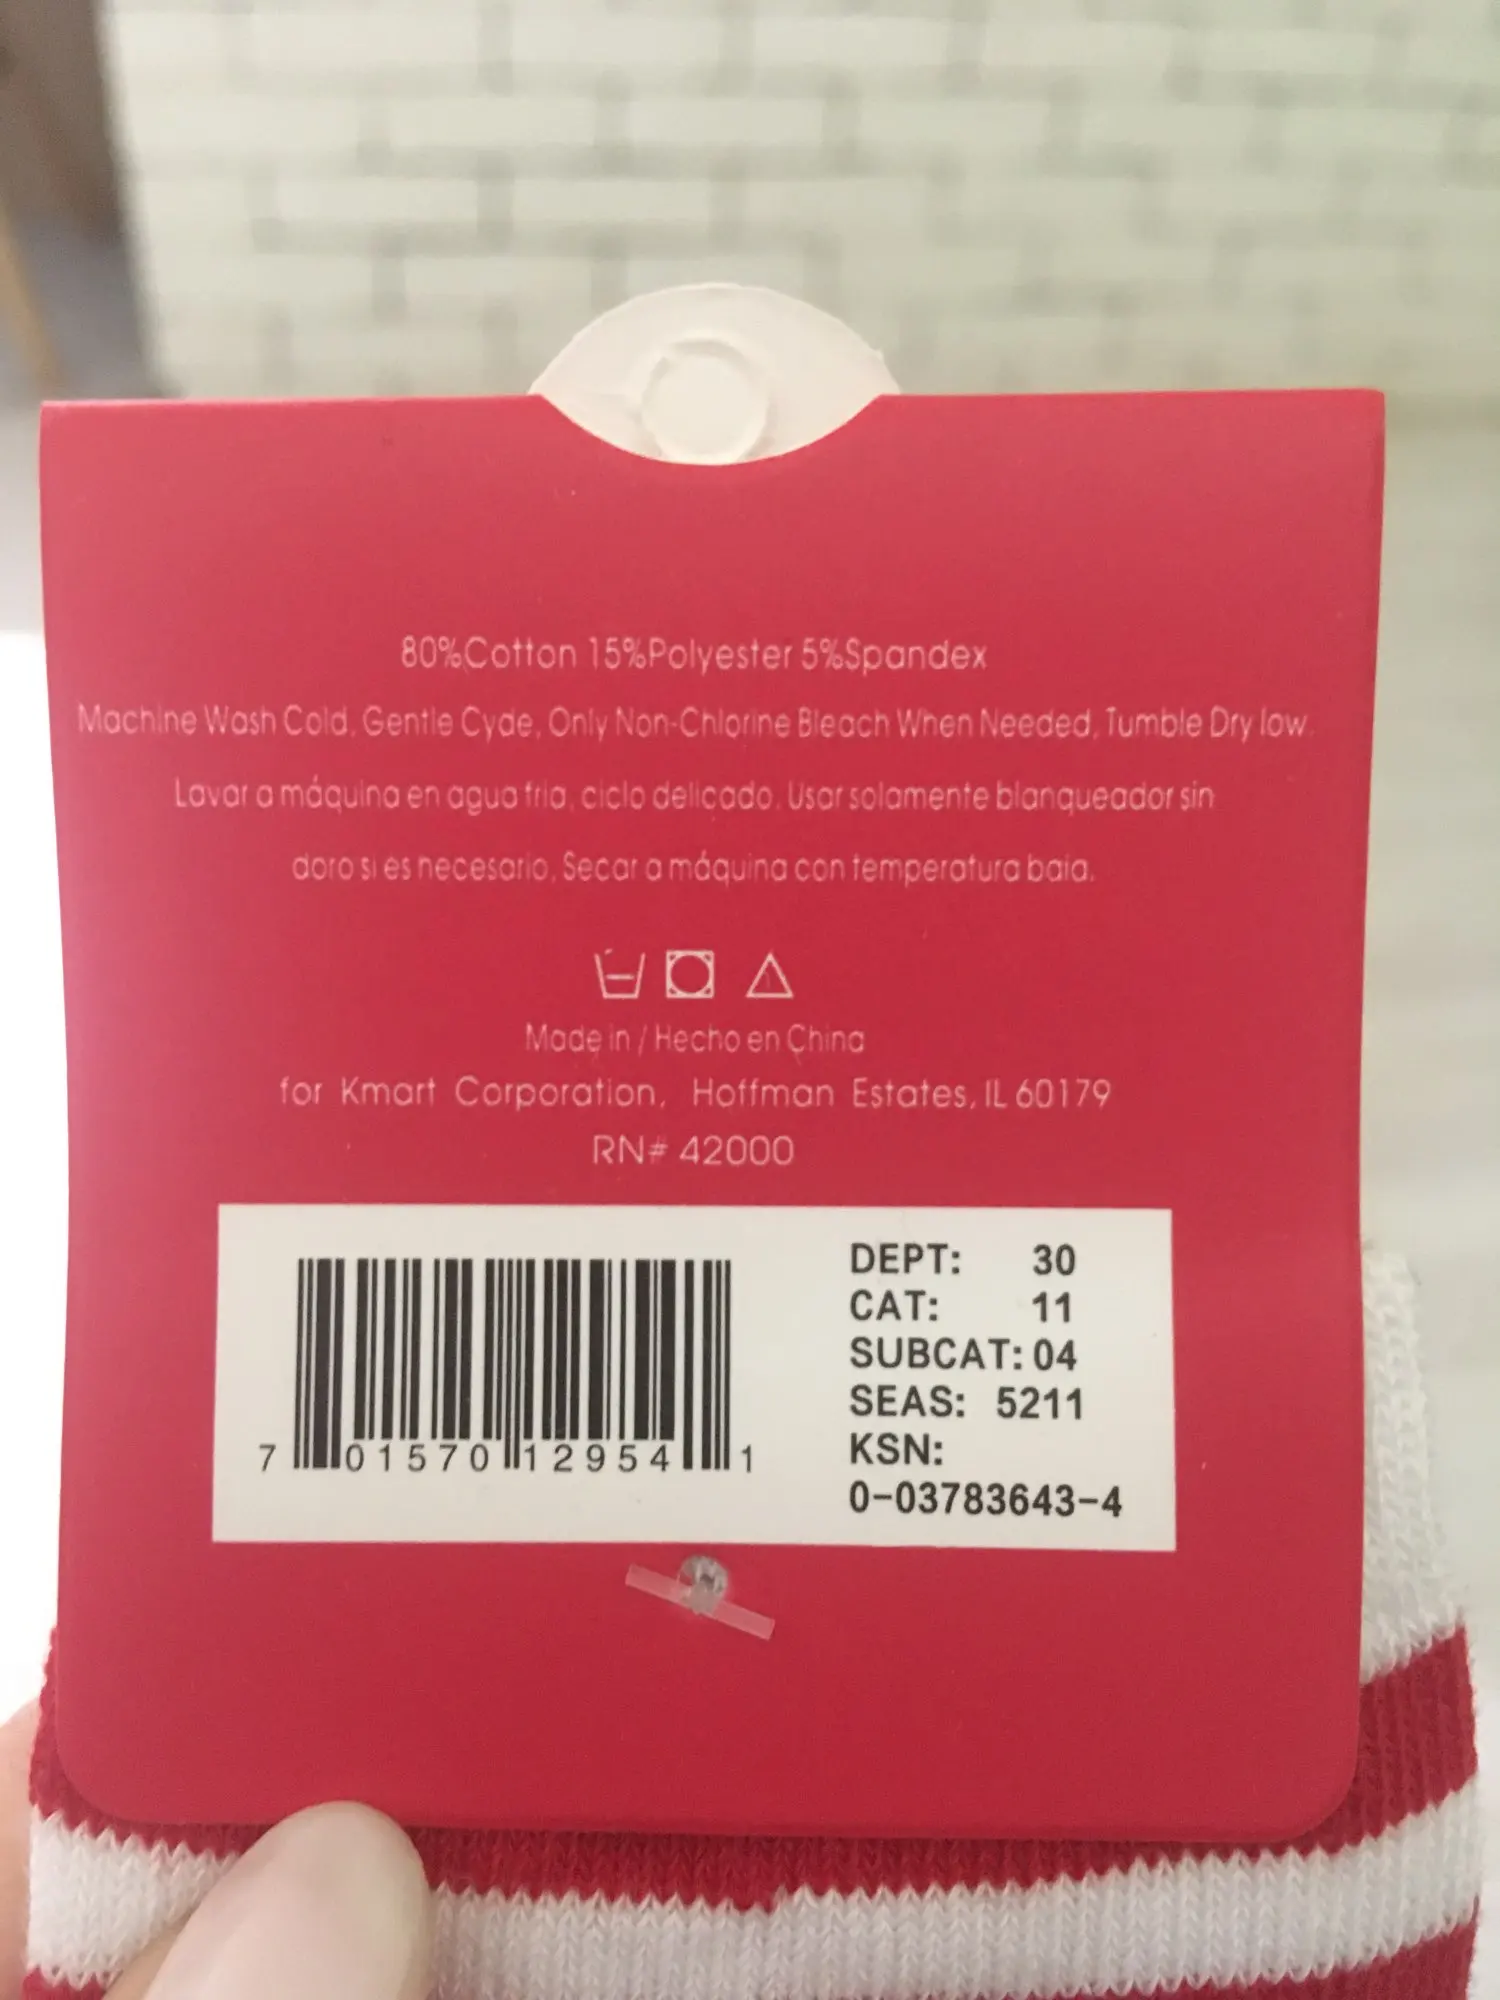 80%Cotton 15%Polyester 5%Spandex
Machine Wash Cold, Gentle Cycle, Only Non-Chlorine Bleach When Needed, Tumble Dry low.
Lavar a máquina en agua fria, ciclo delicado. Usar solamente blanqueador sin
doro si es necesario, Secar a máquina con temperatura baia.
Made in / Hecho en China
for Kmart Corporation, Hoffman Estates, IL 60179
RN# 42000
DEPT: 30
CAT: 11
SUBCAT: 04
SEAS: 5211
KSN:
0-03783643-4
7 01570 12954 1